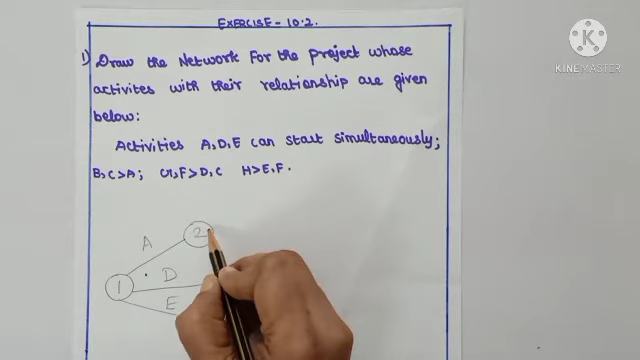 EXERCISE - 10.2.
1) Draw the Network For the project whose
activites with their relationship are given
below:
Activities A, D, E can start simultaneously;
B, C > A; G, F > D, C H > E, F.
A
2
D
1
E
KINEMASTER